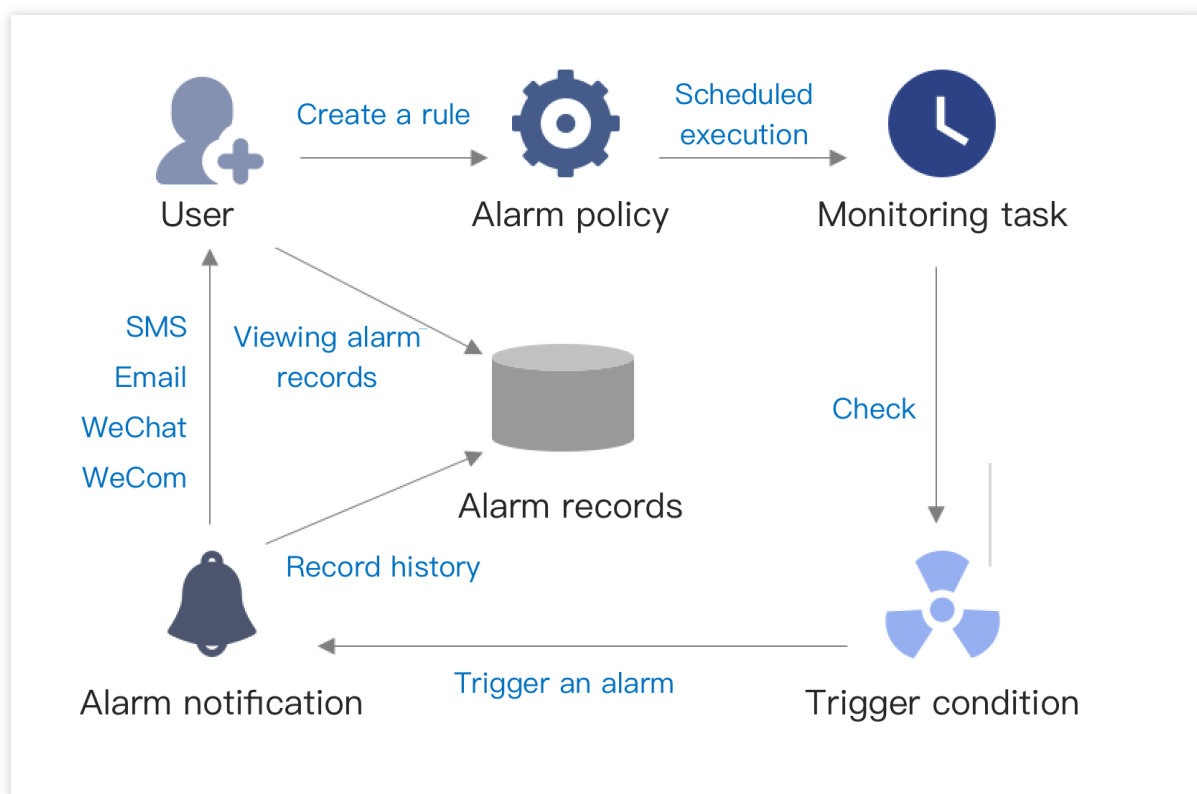 Create a rule
Scheduled
execution
User
Alarm policy
Monitoring task
SMS
Email
WeChat
WeCom
Viewing alarm
records
Check
Alarm records
Record history
Trigger an alarm
Alarm notification
Trigger condition